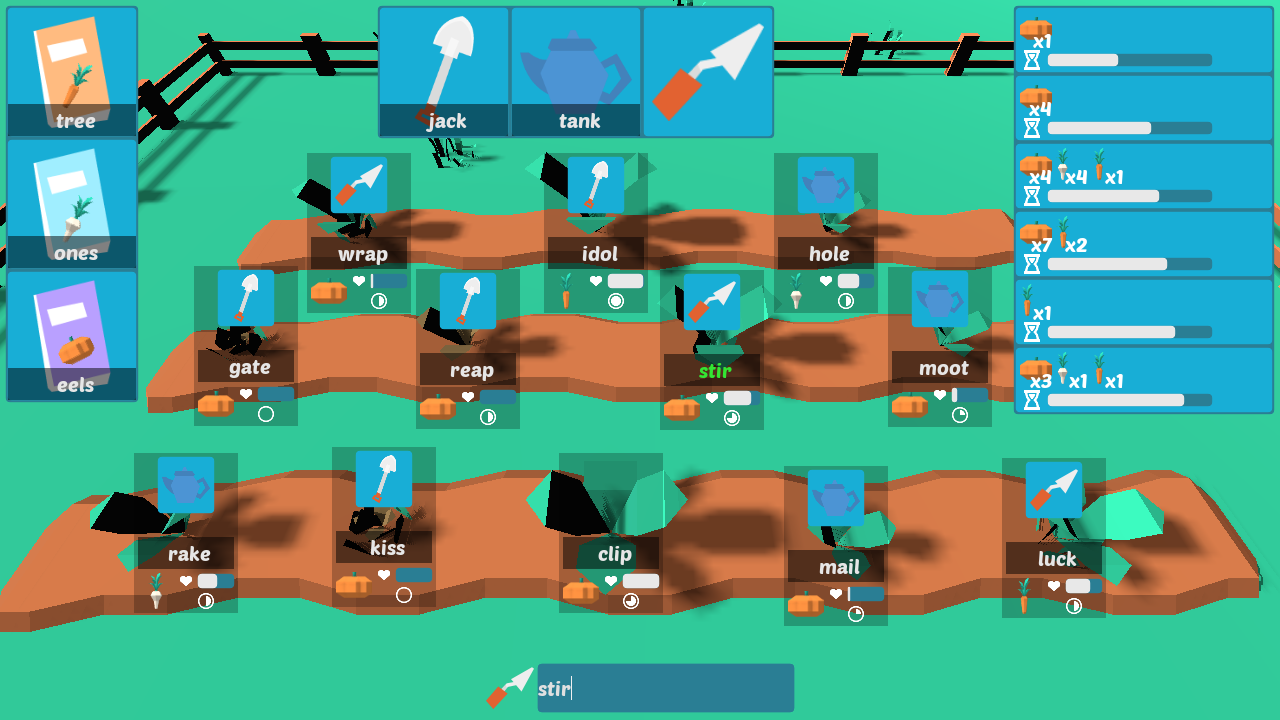 tree
ones
eels
jack
tank
x1
x4
x4 x4 x1
x7 x2
x1
x3 x1 x1
wrap
idol
hole
gate
reap
stir
moot
rake
kiss
clip
mail
luck
stir